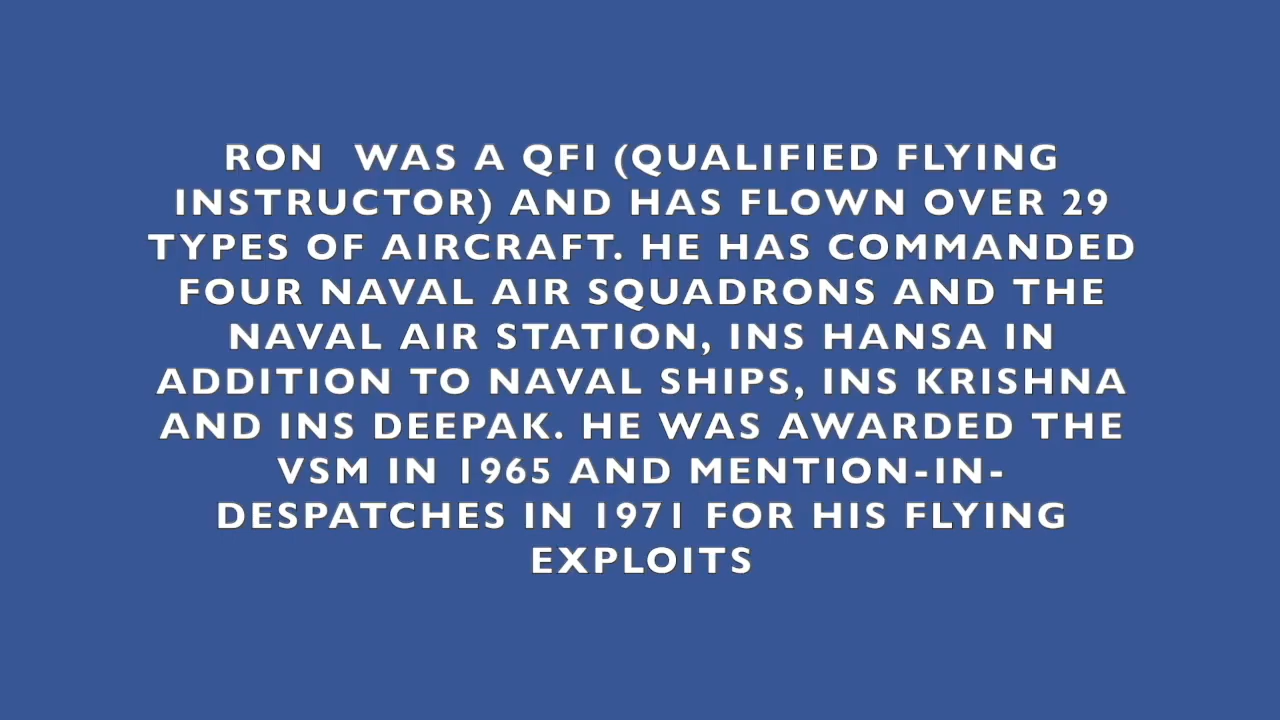 RON  WAS A QFI (QUALIFIED FLYING
INSTRUCTOR) AND HAS FLOWN OVER 29
TYPES OF AIRCRAFT. HE HAS COMMANDED
FOUR NAVAL AIR SQUADRONS AND THE
NAVAL AIR STATION, INS HANSA IN
ADDITION TO NAVAL SHIPS, INS KRISHNA
AND INS DEEPAK. HE WAS AWARDED THE
VSM IN 1965 AND MENTION-IN-
DESPATCHES IN 1971 FOR HIS FLYING
EXPLOITS